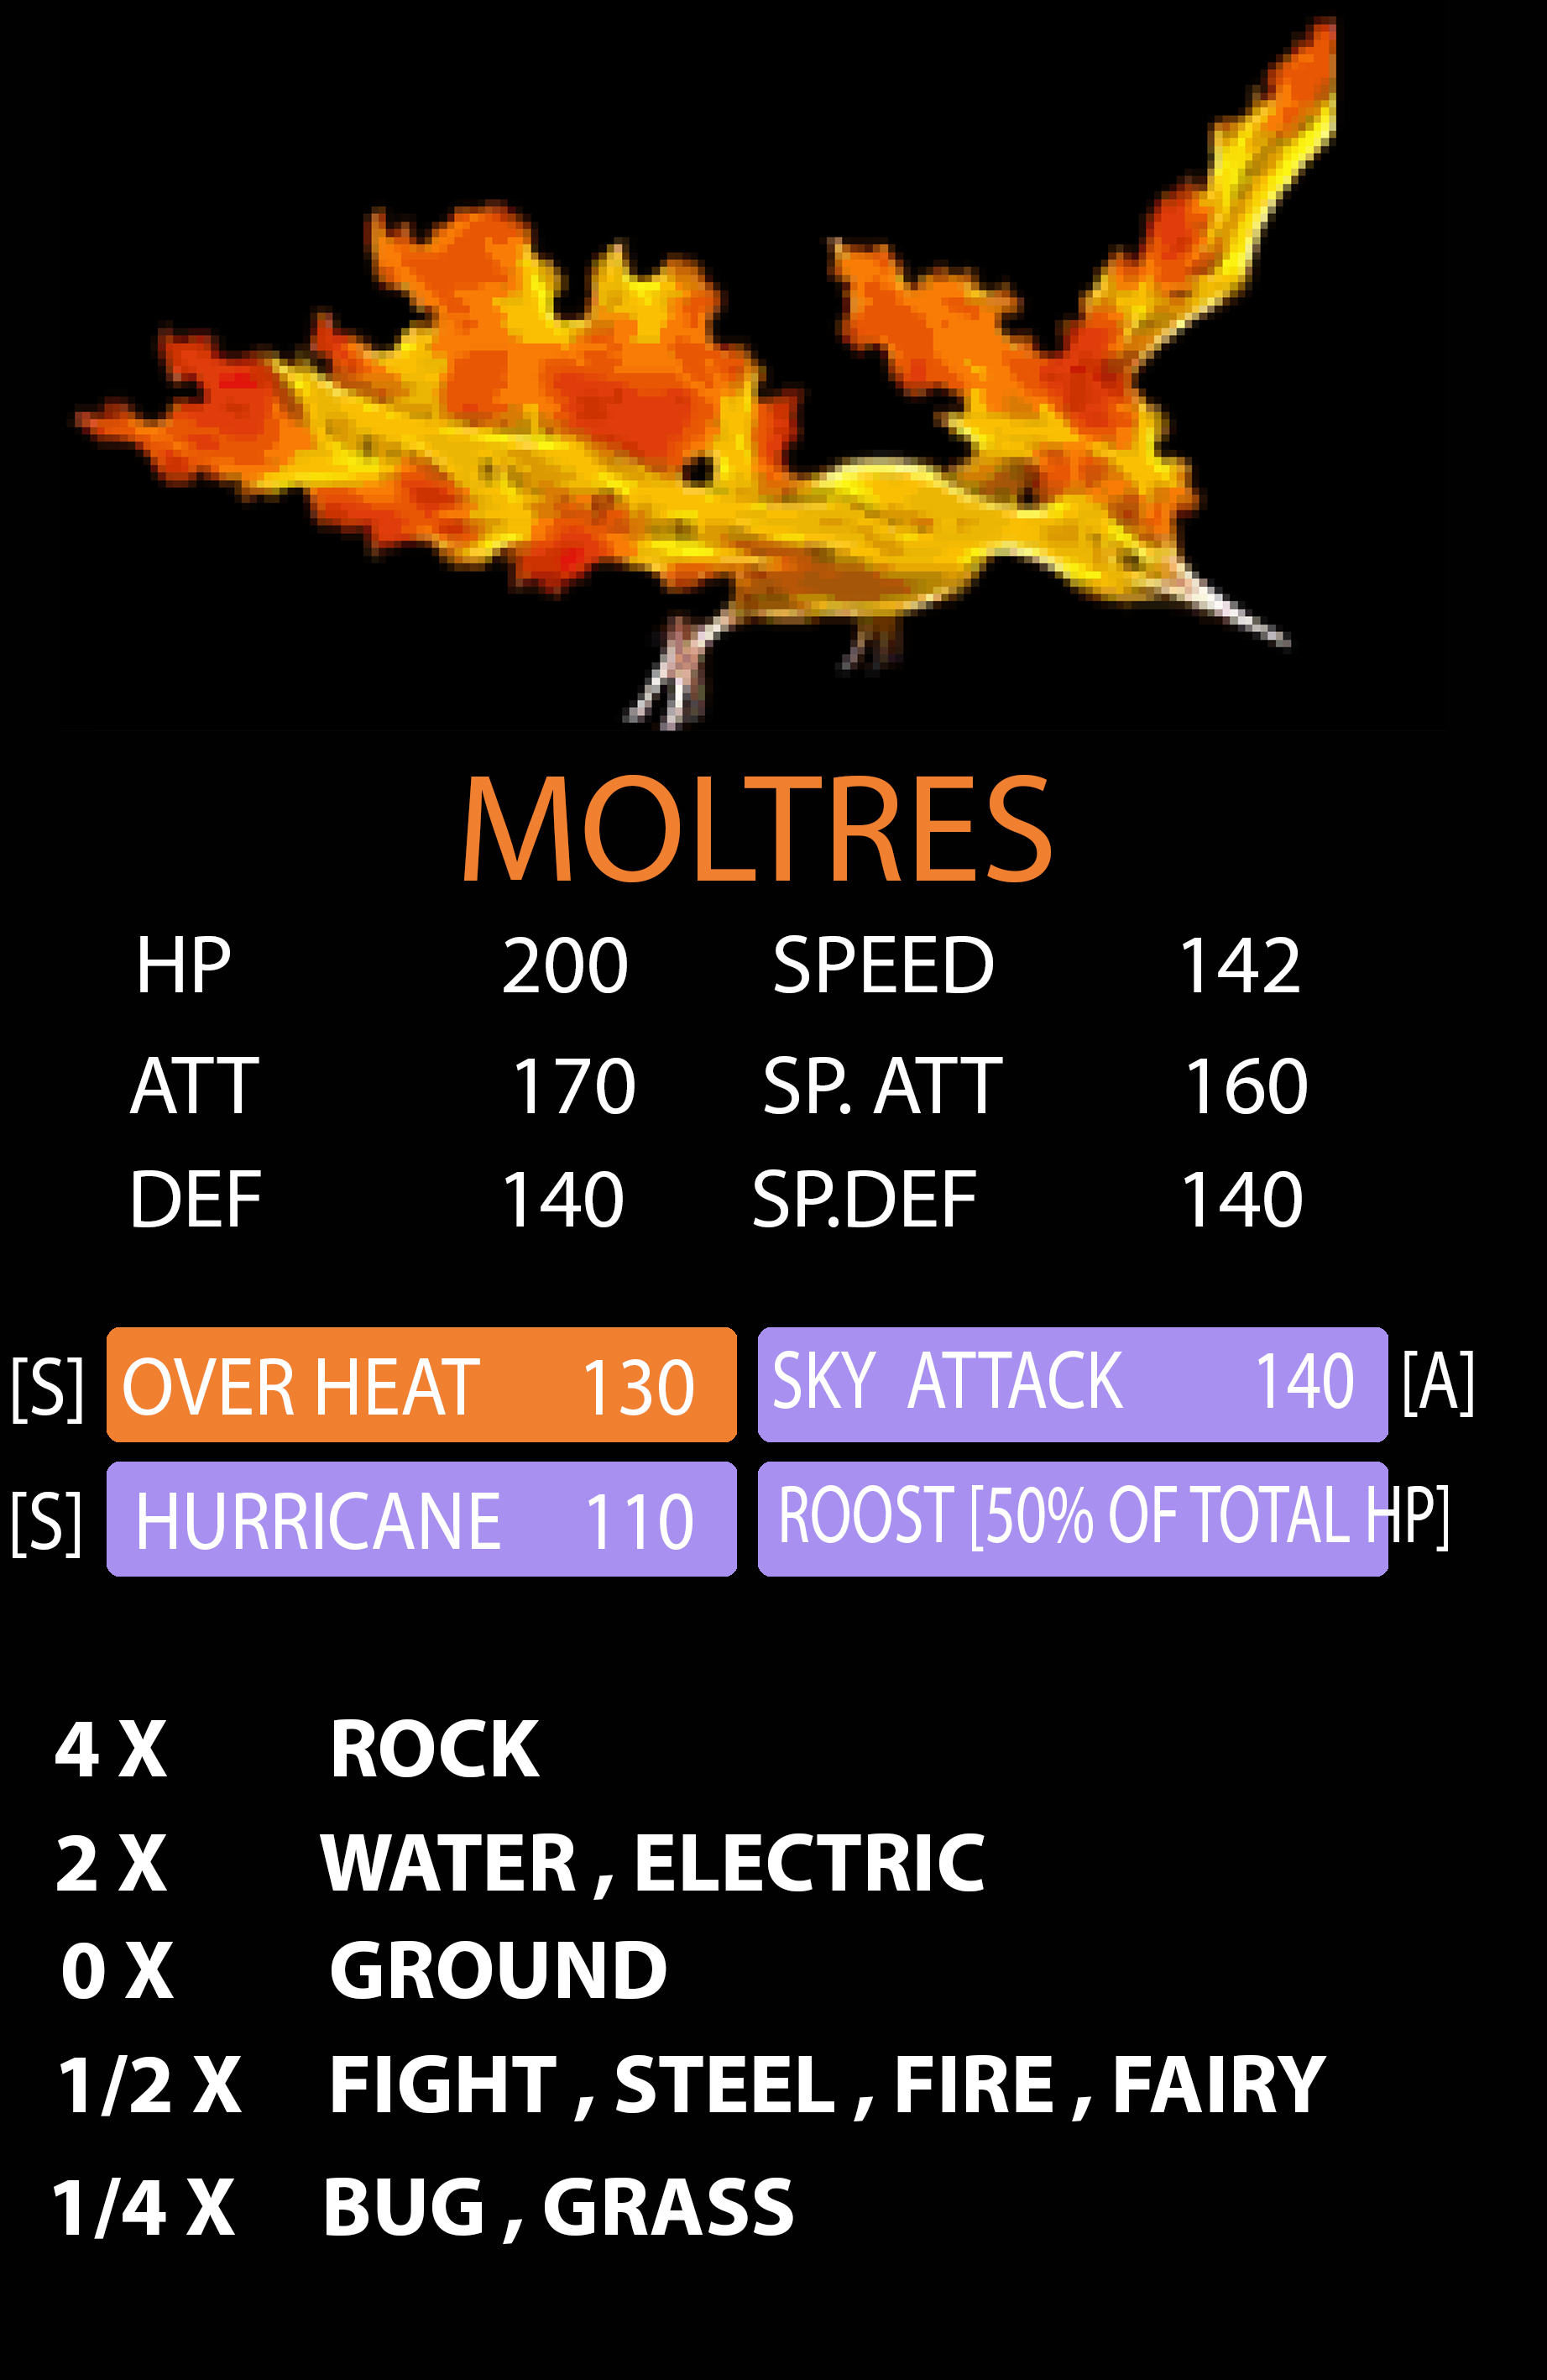 MOLTRES
HP 200 SPEED 142
ATT 170 SP. ATT 160
DEF 140 SP.DEF 140
[S] OVER HEAT 130 SKY ATTACK 140 [A]
[S] HURRICANE 110 ROOST [50% OF TOTAL HP]
4 X ROCK
2 X WATER , ELECTRIC
0 X GROUND
1/2 X FIGHT , STEEL , FIRE , FAIRY
1/4 X BUG , GRASS